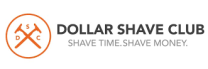 S
D C
DOLLAR SHAVE CLUB
SHAVE TIME. SHAVE MONEY.